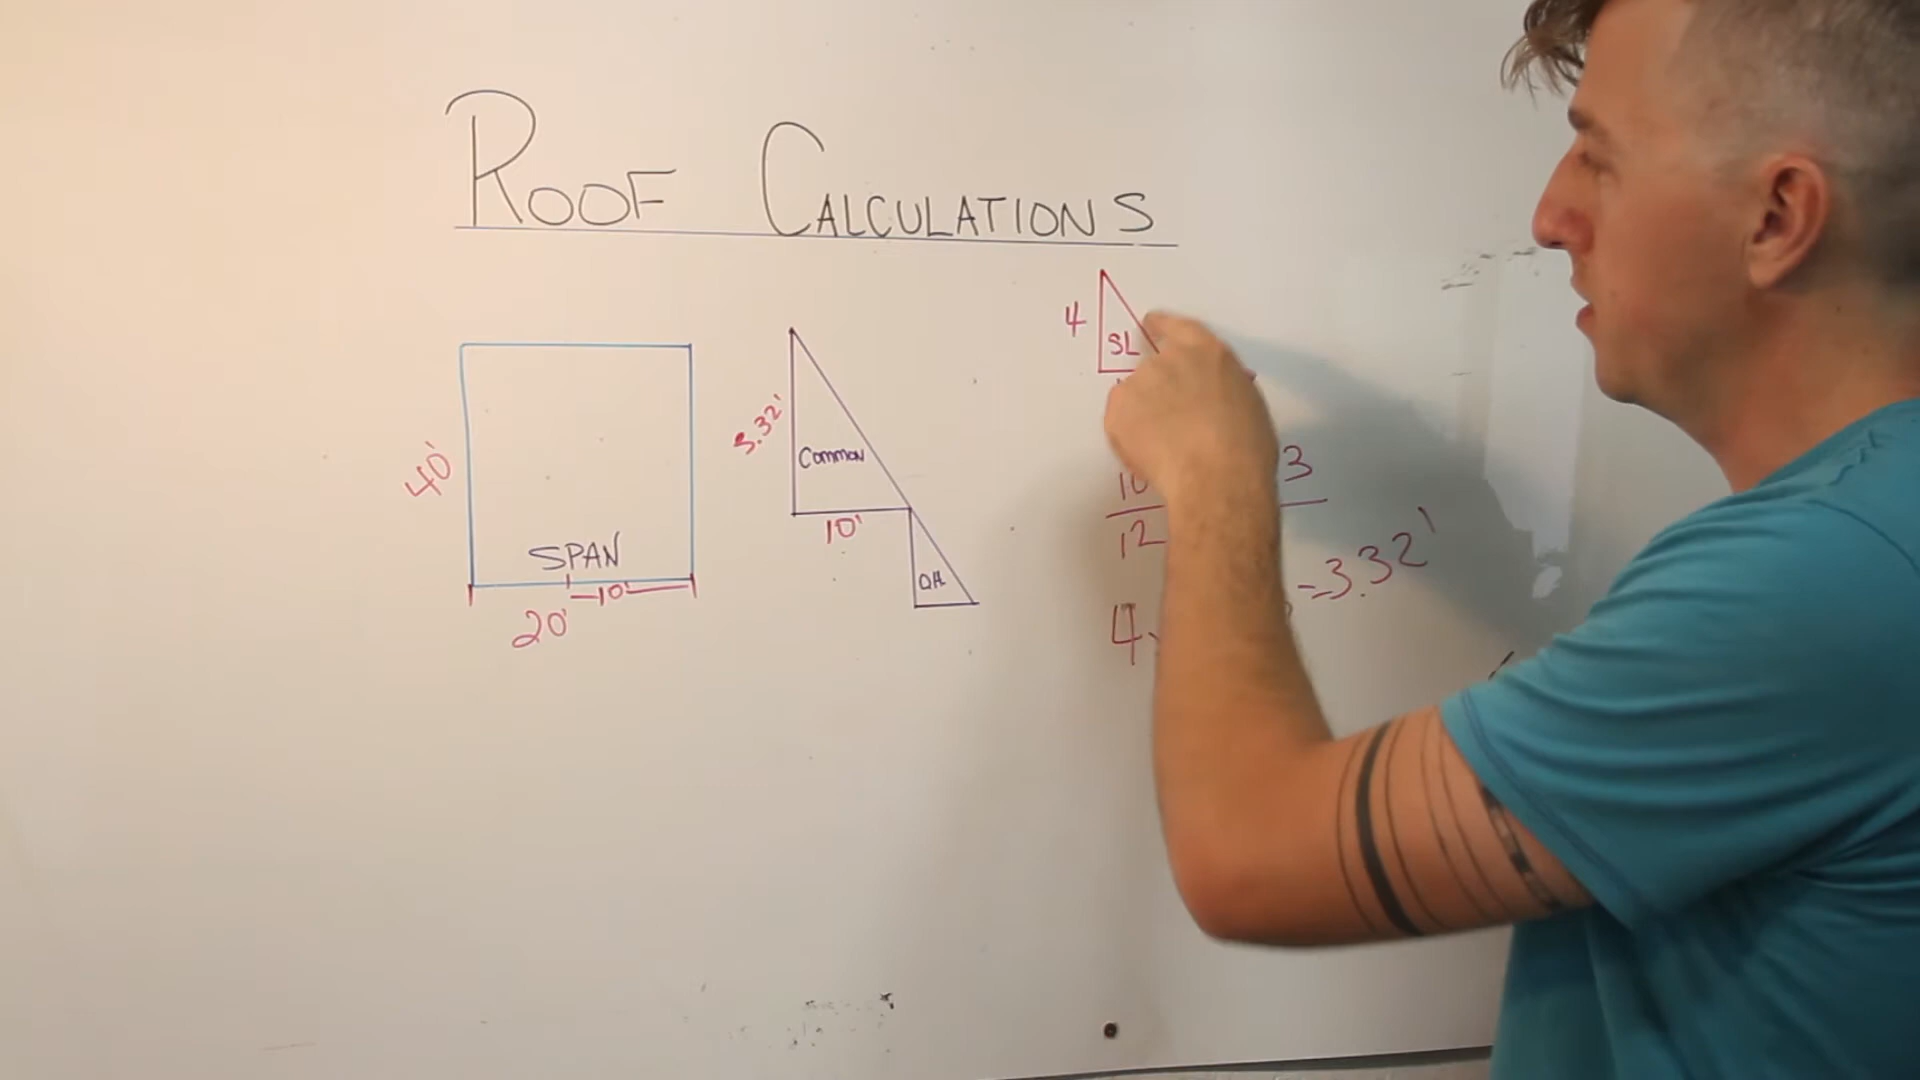 ROOF CALCULATIONS
40'
SPAN
10'
20'
3.32'
Common
10'
OH
4
SL
10
12
3
=3.32'
4.